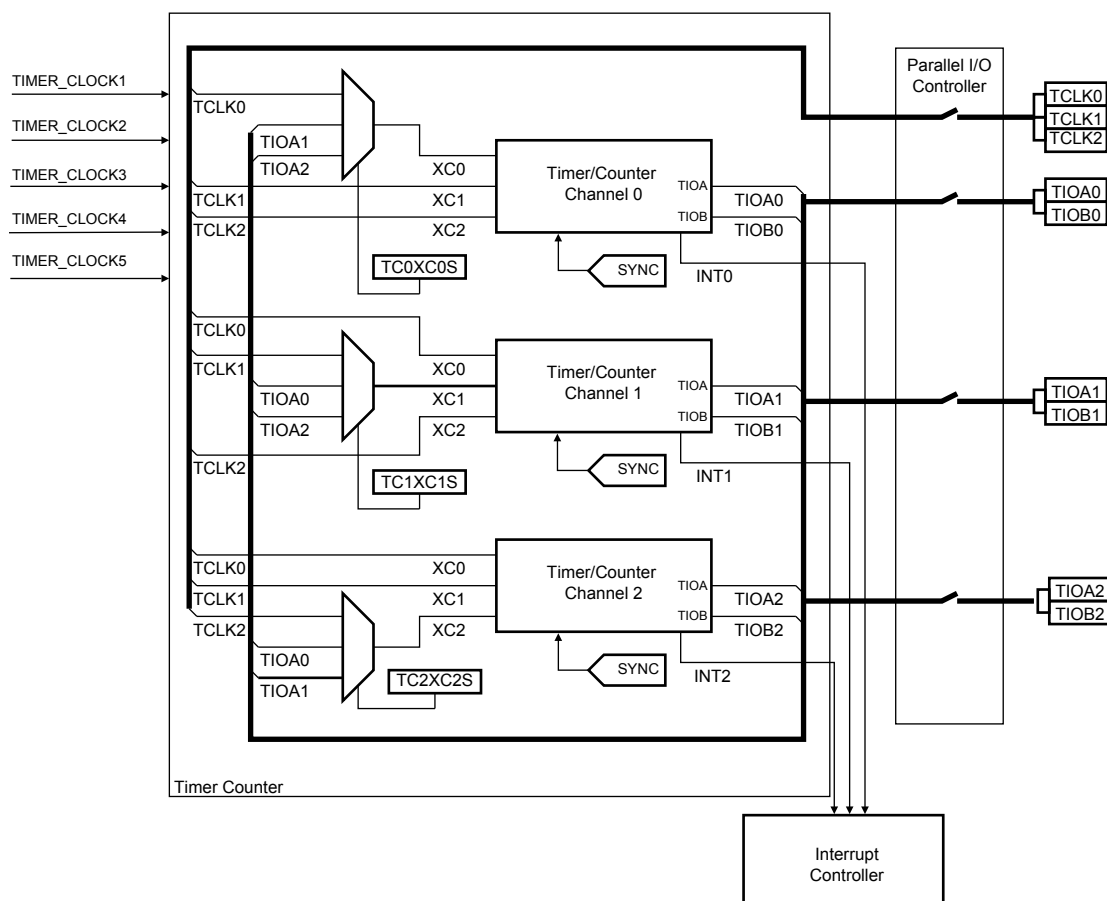 TIMER_CLOCK1
TIMER_CLOCK2
TIMER_CLOCK3
TIMER_CLOCK4
TIMER_CLOCK5
TCLK0
TIOA1
TIOA2
TCLK1
TCLK2
XC0
XC1
XC2
TC0XC0S
Timer/Counter
Channel 0
TIOA
TIOB
TIOA0
TIOB0
SYNC
INT0
TCLK0
TCLK1
TIOA0
TIOA2
TCLK2
XC0
XC1
XC2
TC1XC1S
Timer/Counter
Channel 1
TIOA
TIOB
TIOA1
TIOB1
SYNC
INT1
TCLK0
TCLK1
TCLK2
TIOA0
TIOA1
XC0
XC1
XC2
TC2XC2S
Timer/Counter
Channel 2
TIOA
TIOB
TIOA2
TIOB2
SYNC
INT2
Timer Counter
Parallel I/O
Controller
TCLK0
TCLK1
TCLK2
TIOA0
TIOB0
TIOA1
TIOB1
TIOA2
TIOB2
Interrupt
Controller